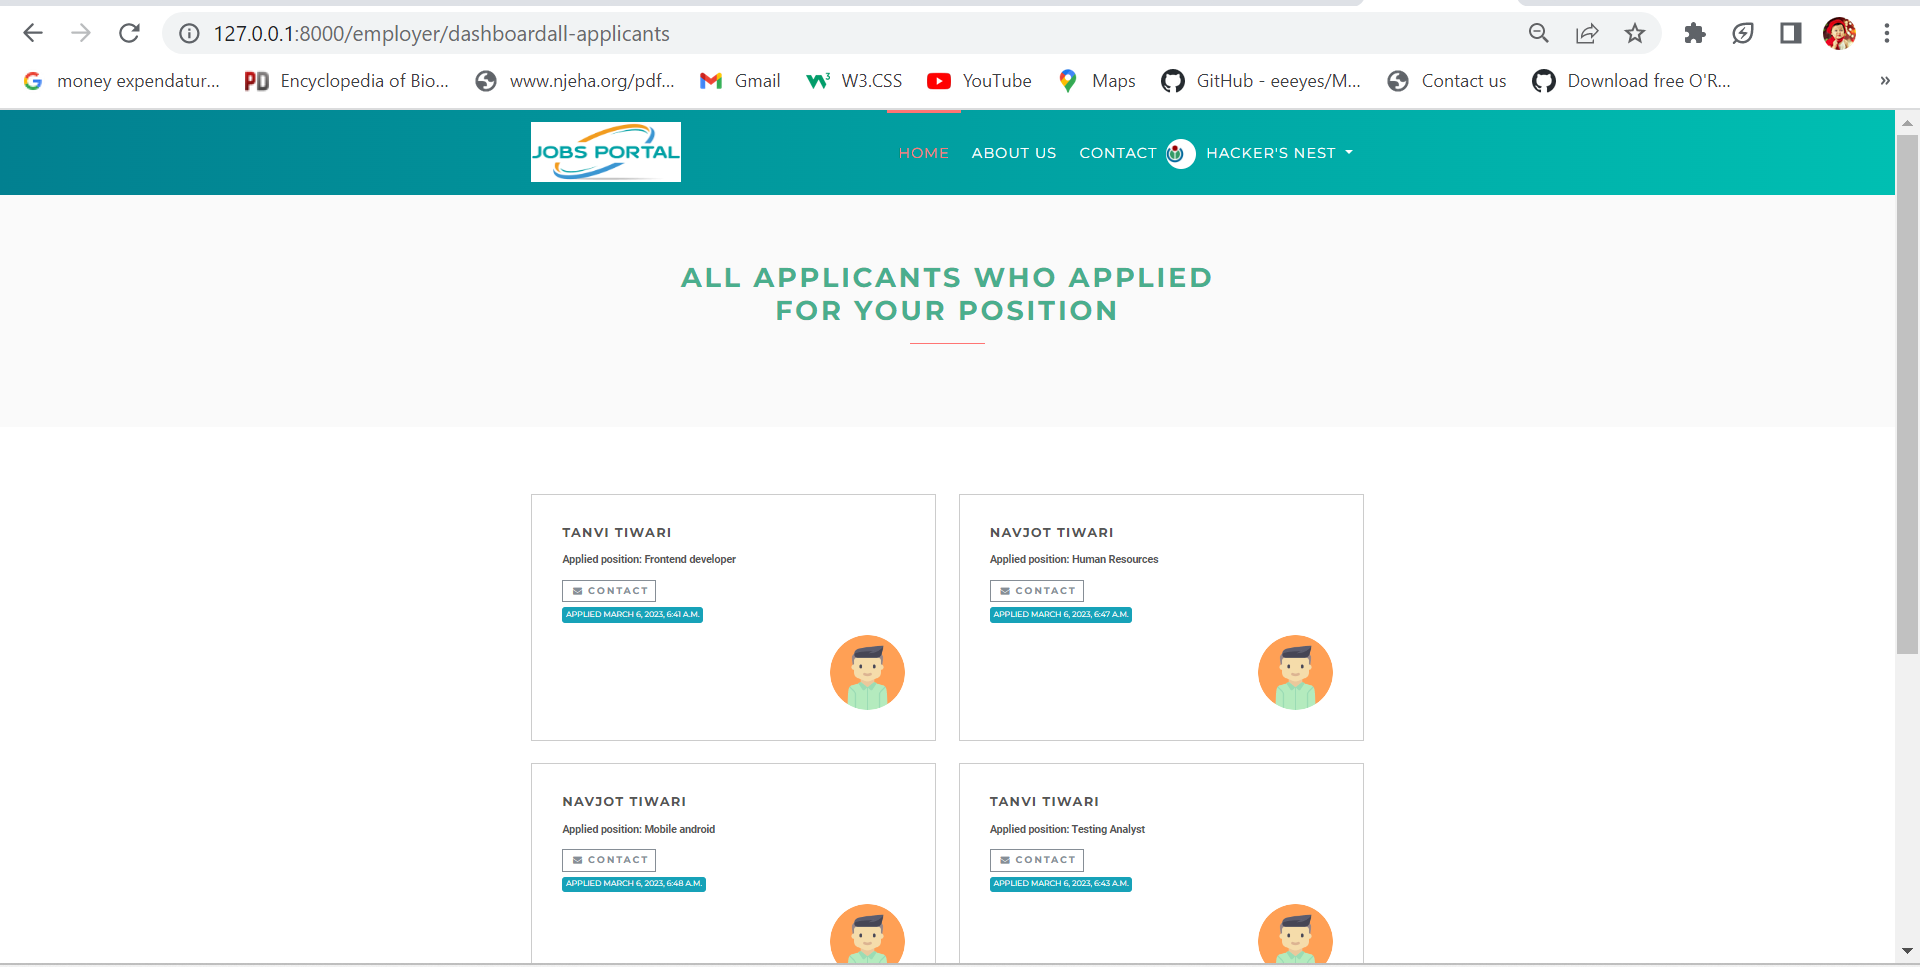 127.0.0.1:8000/employer/dashboardall-applicants
money expendatur... Encyclopedia of Bio... www.njeha.org/pdf... Gmail W3.CSS YouTube Maps GitHub - eeeyes/M... Contact us Download free O'R... »
JOBS PORTAL HOME ABOUT US CONTACT HACKER'S NEST
ALL APPLICANTS WHO APPLIED
FOR YOUR POSITION
TANVI TIWARI
Applied position: Frontend developer
CONTACT
APPLIED MARCH 6, 2023, 6:41 A.M.
NAVJOT TIWARI
Applied position: Human Resources
CONTACT
APPLIED MARCH 6, 2023, 6:47 A.M.
NAVJOT TIWARI
Applied position: Mobile android
CONTACT
APPLIED MARCH 6, 2023, 6:48 A.M.
TANVI TIWARI
Applied position: Testing Analyst
CONTACT
APPLIED MARCH 6, 2023, 6:43 A.M.